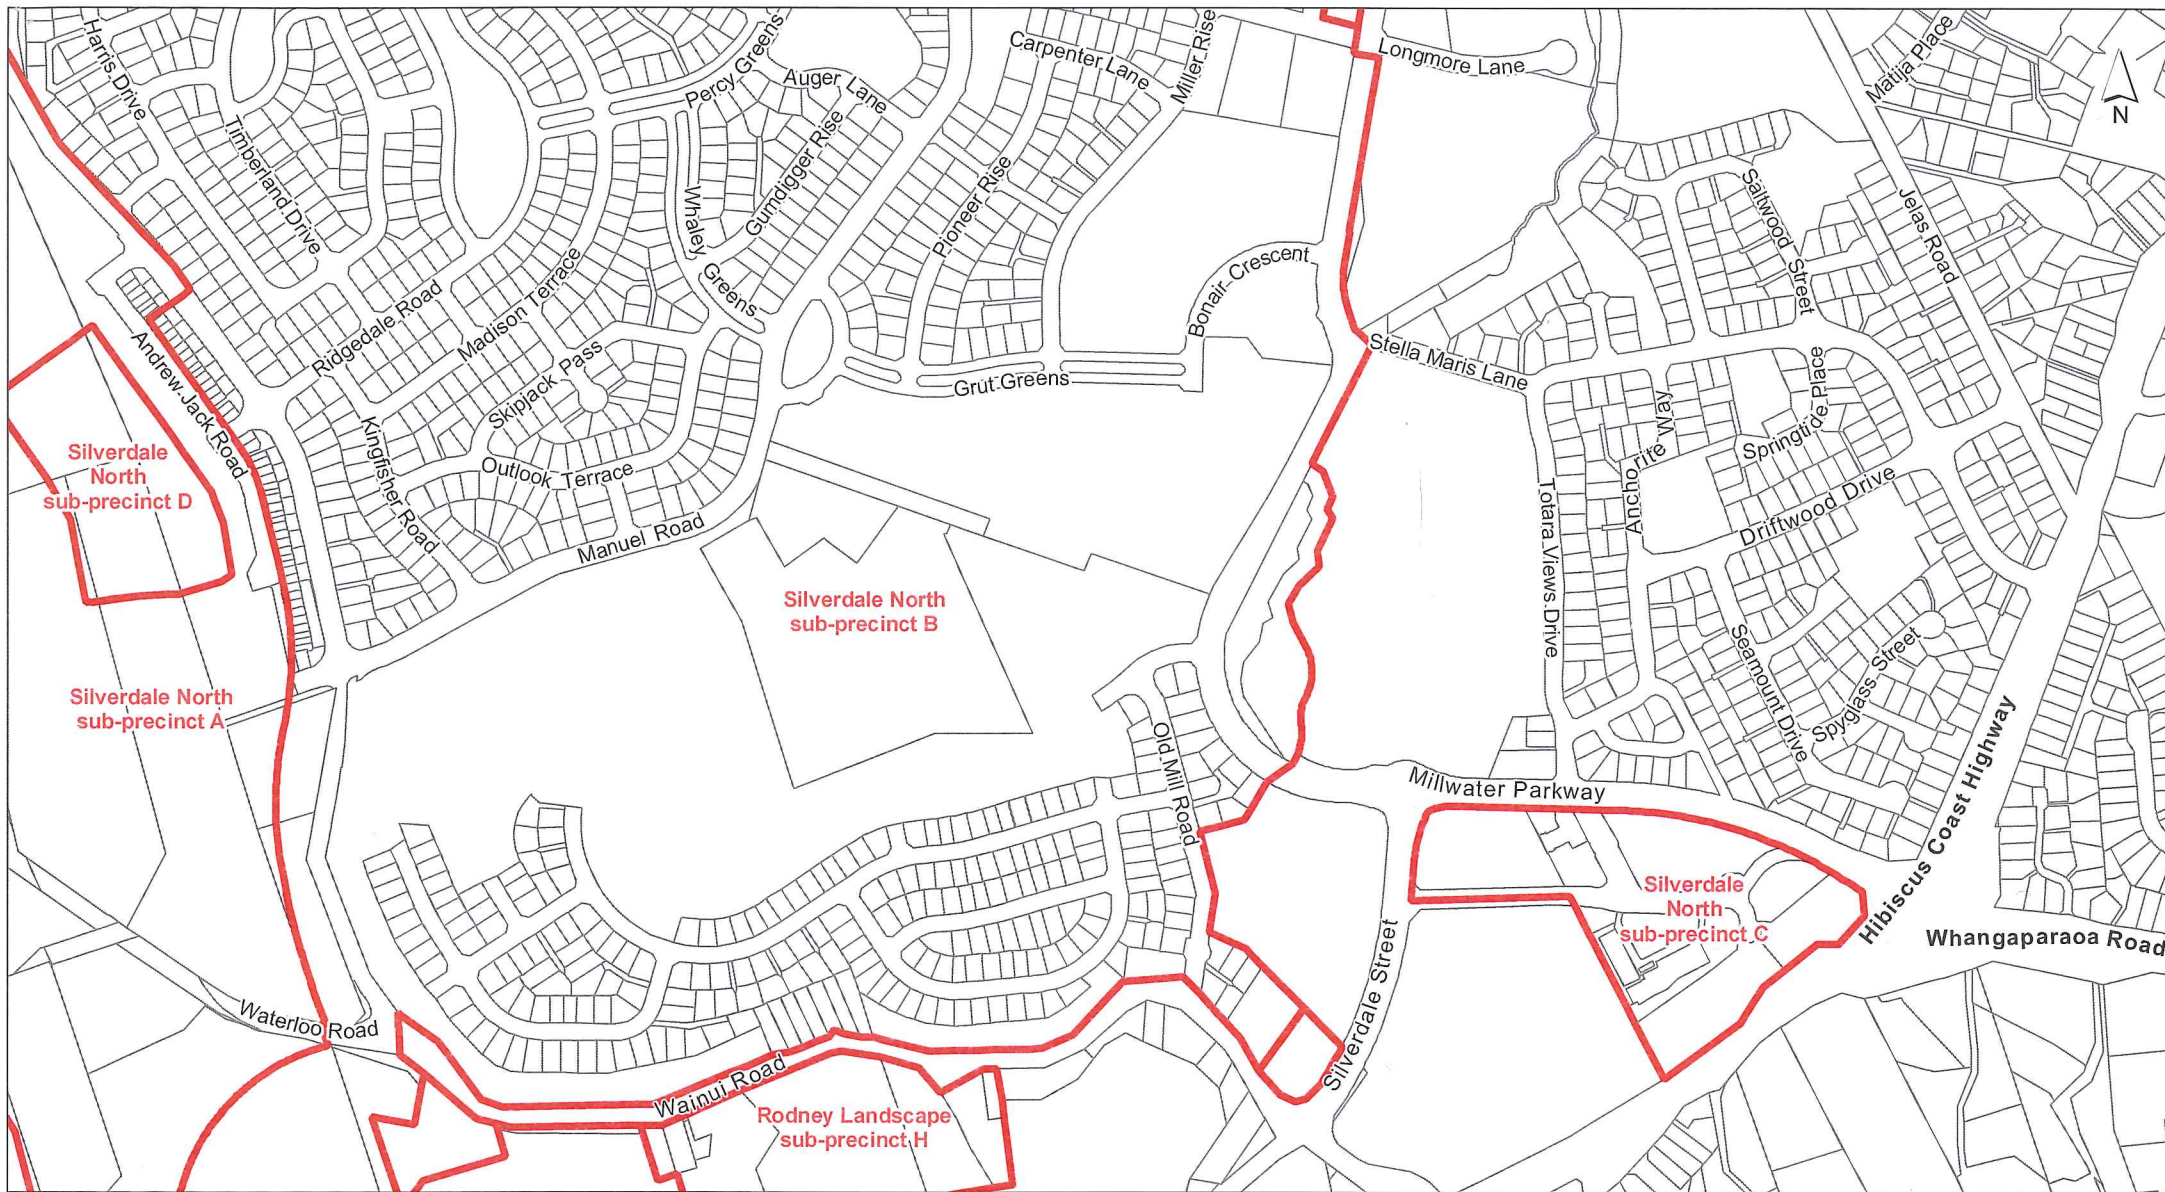 Harris Drive
Percy Greens
Carpenter Lane
Miller Rise
Longmore Lane
Matija Place
N
Auger Lane
Timberland Drive
Gumdigger Rise
Pioneer Rise
Whaley Greens
Saltwood Street
Jelas Road
Bonair Crescent
Ridgedale Road
Madison Terrace
Andrew Jack Road
Skipjack Pass
Grut Greens
Stella Maris Lane
Silverdale
North
sub-precinct D
Kingfisher Road
Outlook Terrace
Manuel Road
Totara Views Drive
Anchorite Way
Springtide Place
Driftwood Drive
Silverdale North
sub-precinct B
Seamount Drive
Spyglass Street
Silverdale North
sub-precinct A
Old Mill Road
Millwater Parkway
Hibiscus Coast Highway
Silverdale
North
sub-precinct C
Whangaparaoa Road
Waterloo Road
Silverdale Street
Wainui Road
Rodney Landscape
sub-precinct H